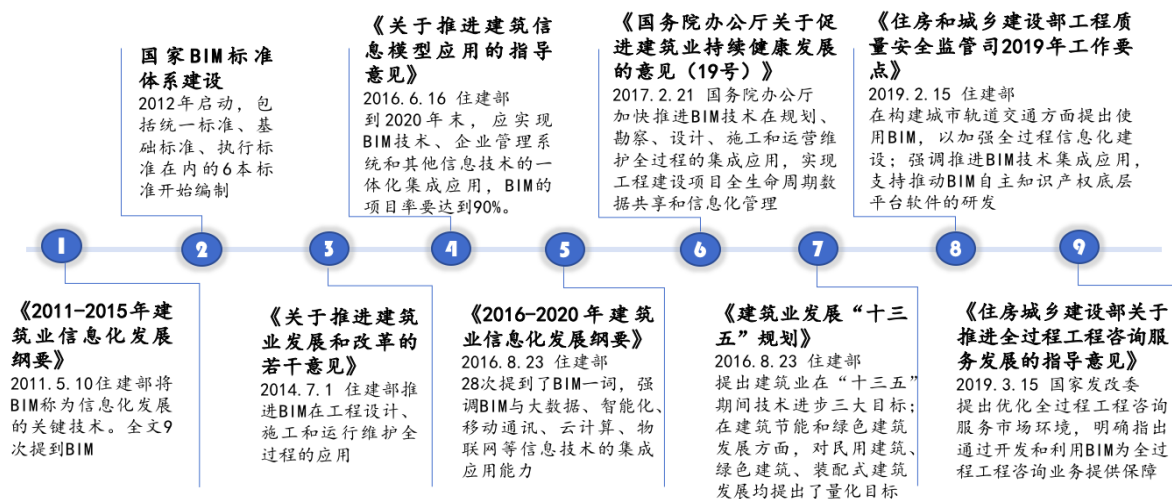 国家BIM标准
体系建设
2012年启动，包
括统一标准、基
础标准、执行标
准在内的6本标
准开始编制
《关于推进建筑信
息模型应用的指导
意见》
2016.6.16 住建部
到2020年末，应实现
BIM技术、企业管理系
统和其他信息技术的一
体化集成应用，BIM的
项目率要达到90%。
《国务院办公厅关于促
进建筑业持续健康发展
的意见（19号）》
2017.2.21 国务院办公厅
加快推进BIM技术在规划、
勘察、设计、施工和运营维
护全过程的集成应用，实现
工程建设项目全生命周期数
据共享和信息化管理
《住房和城乡建设部工程质
量安全监管司2019年工作要
点》
2019.2.15 住建部
在构建城市轨道交通方面提出使
用BIM，以加强全过程信息化建
设；强调推进BIM技术集成应用，
支持推动BIM自主知识产权底层
平台软件的研发
1
2
3
4
5
6
7
8
9
《2011-2015年建
筑业信息化发展
纲要》
2011.5.10住建部将
BIM称为信息化发展
的关键技术。全文9
次提到BIM
《关于推进建筑
业发展和改革的
若干意见》
2014.7.1 住建部推
进BIM在工程设计、
施工和运行维护全
过程的应用
《2016-2020年建筑
业信息化发展纲要》
2016.8.23 住建部
28次提到了BIM一词，强
调BIM与大数据、智能化、
移动通讯、云计算、物
联网等信息技术的集成
应用能力
《建筑业发展“十三
五”规划》
2016.8.23 住建部
提出建筑业在“十三五”
期间技术进步三大目标；
在建筑节能和绿色建筑
发展方面，对民用建筑、
绿色建筑、装配式建筑
发展均提出了量化目标
《住房城乡建设部关于
推进全过程工程咨询服
务发展的指导意见》
2019.3.15 国家发改委
提出优化全过程工程咨询
服务市场环境，明确指出
通过开发和利用BIM为全过
程工程咨询业务提供保障